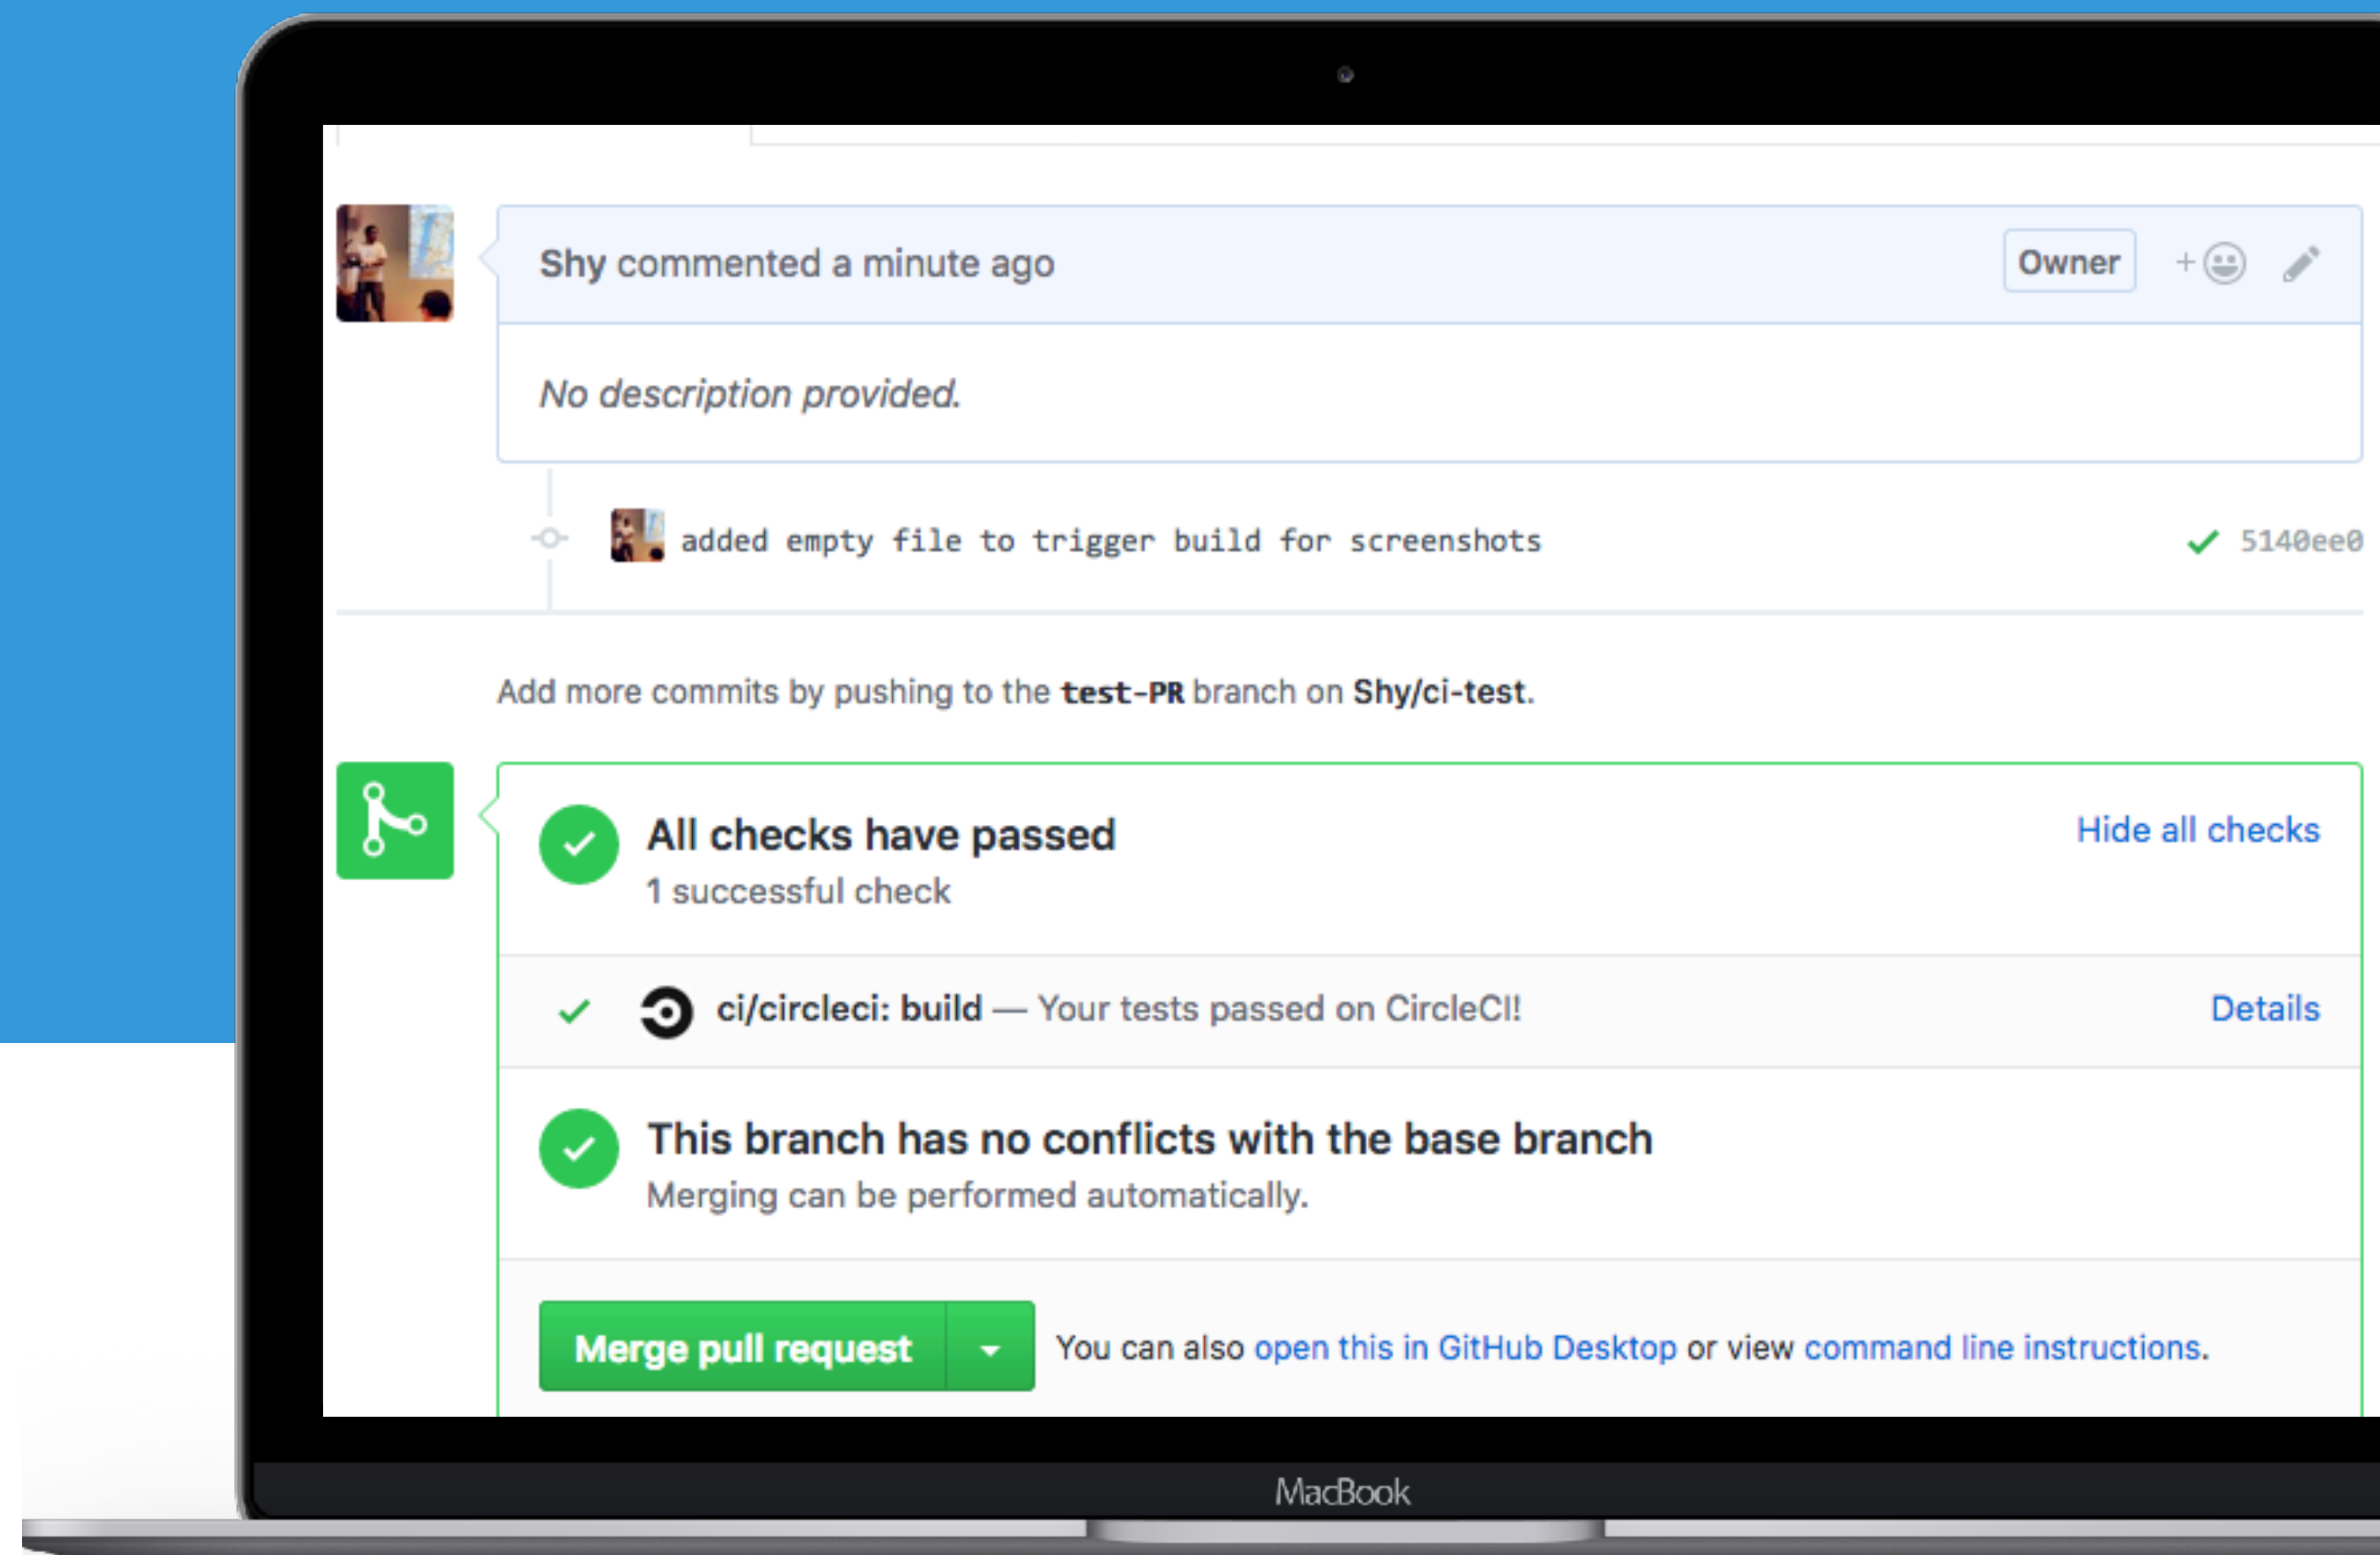 Shy commented a minute ago Owner +
No description provided.
added empty file to trigger build for screenshots 5140ee0
Add more commits by pushing to the test-PR branch on Shy/ci-test.
All checks have passed Hide all checks
1 successful check
ci/circleci: build — Your tests passed on CircleCI! Details
This branch has no conflicts with the base branch
Merging can be performed automatically.
Merge pull request You can also open this in GitHub Desktop or view command line instructions.
MacBook